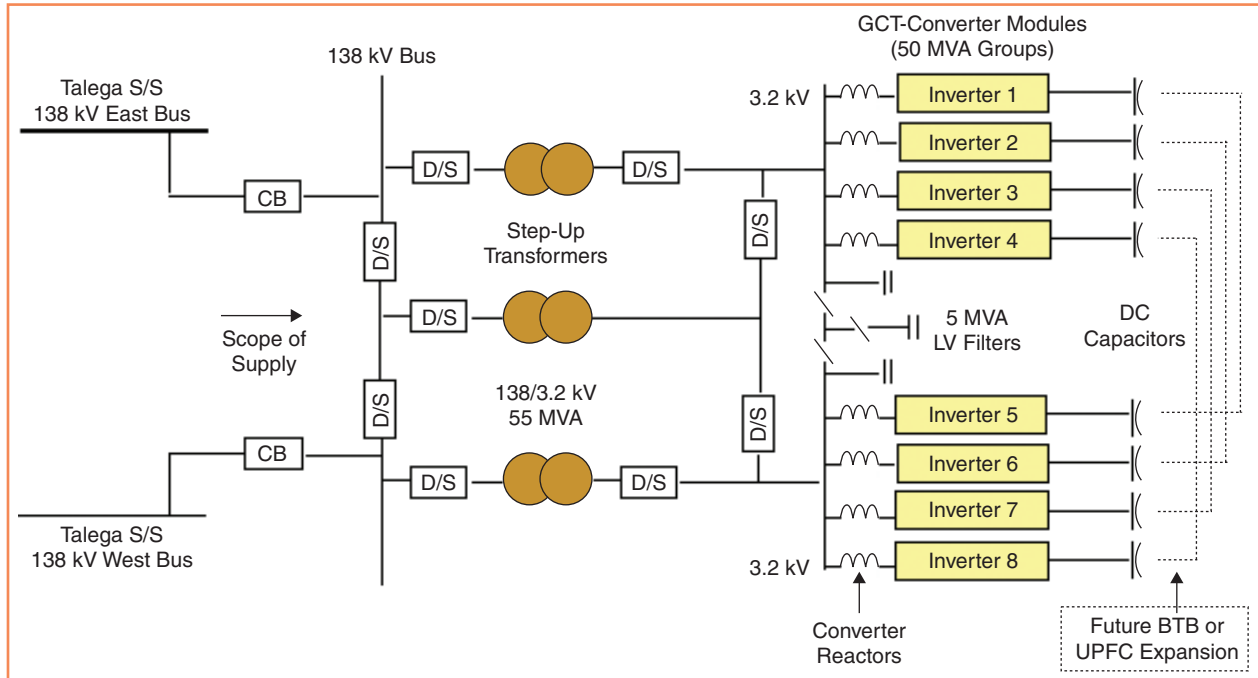 GCT-Converter Modules
(50 MVA Groups)
138 kV Bus
Talega S/S
138 kV East Bus
3.2 kV
Inverter 1
Inverter 2
D/S
D/S
CB
Inverter 3
D/S
D/S
Step-Up
Transformers
Inverter 4
D/S
Scope of
Supply
5 MVA
LV Filters
DC
Capacitors
138/3.2 kV
55 MVA
D/S
D/S
Inverter 5
CB
Inverter 6
D/S
D/S
Inverter 7
Talega S/S
138 kV West Bus
3.2 kV
Inverter 8
Converter
Reactors
Future BTB or
UPFC Expansion